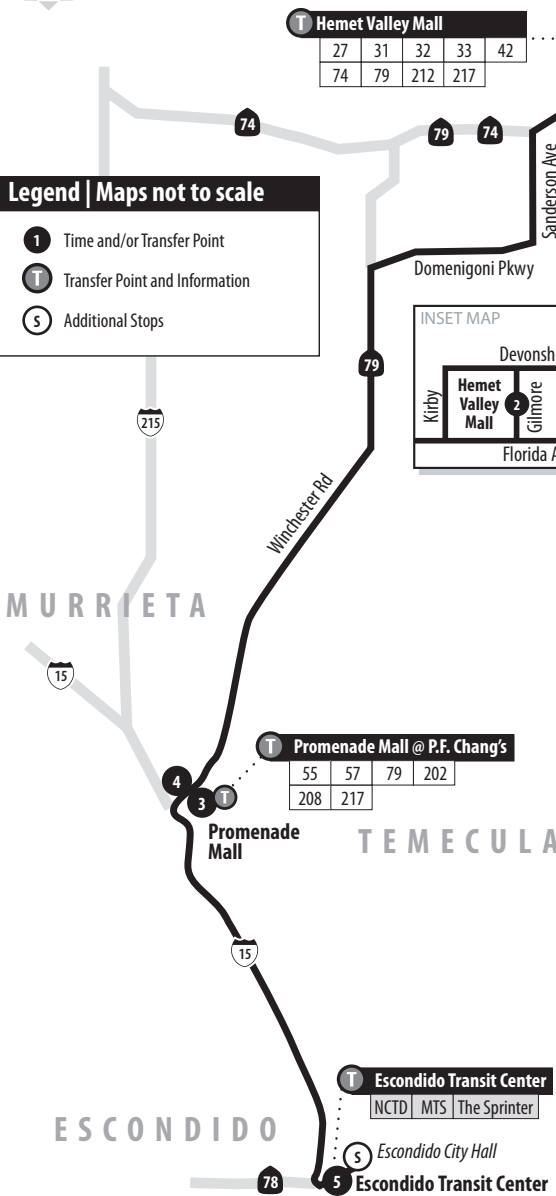 T Hemet Valley Mall
27 31 32 33 42
74 79 212 217
74
79 74
Sanderson Ave
Legend | Maps not to scale
1 Time and/or Transfer Point
T Transfer Point and Information
S Additional Stops
Domenigoni Pkwy
INSET MAP
Devonsh
Kirby
Hemet
Valley
Mall
2
Gilmore
Florida A
79
215
Winchester Rd
MURRIETA
15
T Promenade Mall @ P.F. Chang's
55 57 79 202
208 217
4
3 T
Promenade
Mall
TEMECULA
15
T Escondido Transit Center
NCTD MTS The Sprinter
ESCONDIDO
S Escondido City Hall
78
5 Escondido Transit Center